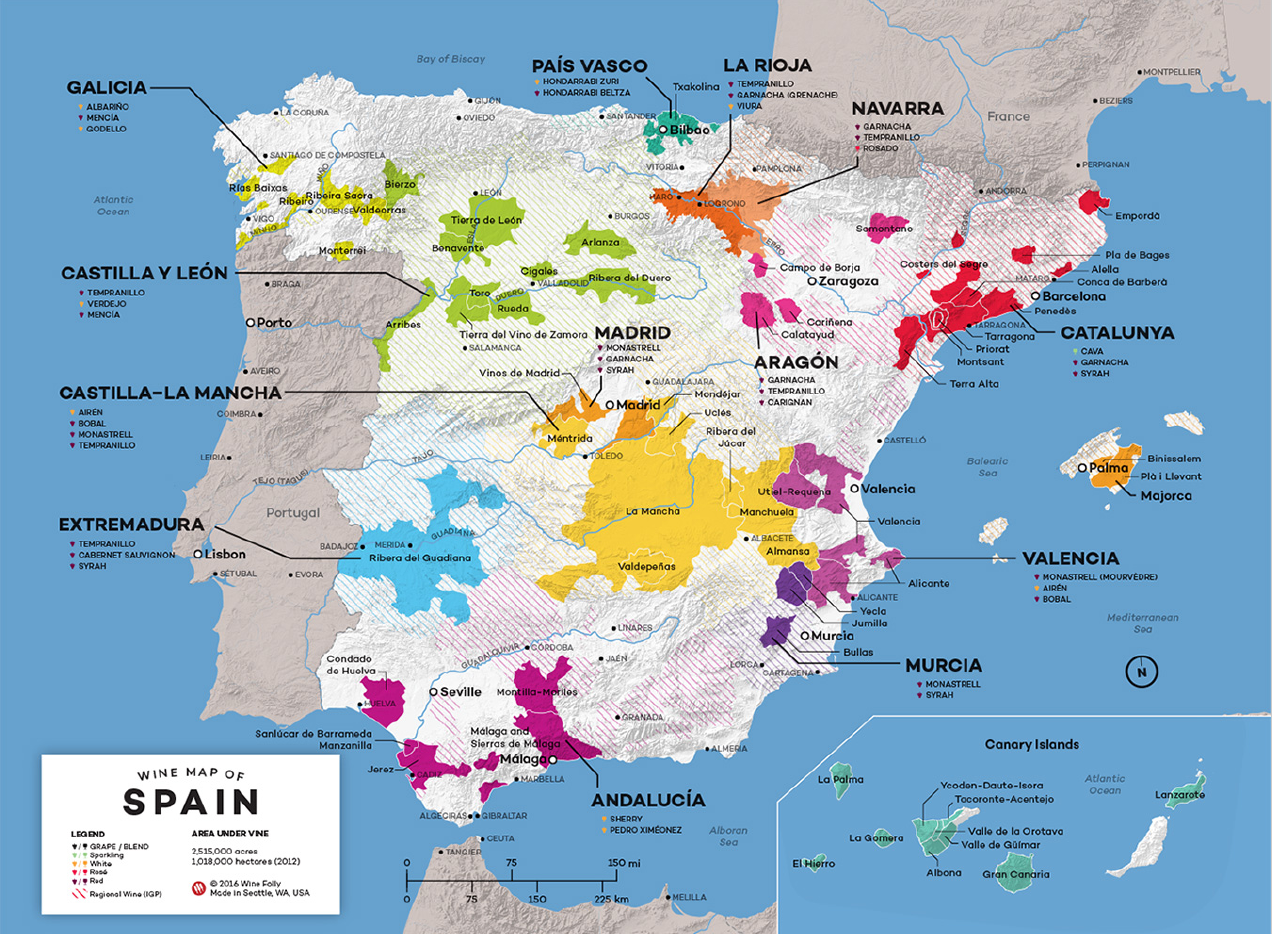 Bay of Biscay
GALICIA
ALBARIÑO
MENCÍA
GODELLO
PAÍS VASCO
HONDARRABI ZURI
HONDARRABI BELTZA
Txakolina
LA RIOJA
TEMPRANILLO
GARNACHA (GRENACHE)
VIURA
NAVARRA
GARNACHA
TEMPRANILLO
ROSADO
MONTPELLIER
BEZIERS
France
PERPIGNAN
ANDORRA
LA CORUÑA
GIJÓN
OVIEDO
SANTANDER
Bilbao
VITORIA
PAMPLONA
SANTIAGO DE COMPOSTELA
Atlantic
Ocean
Rías Baixas
Ribeiro
Ribeira Sacra
Valdeorras
Bierzo
MIÑO
VIGO
OURENSE
MINHO
Monterrei
LEÓN
Tierra de León
Benavente
ESLA
BURGOS
Arlanza
HARO
LOGRONO
EBRO
Somontano
Empordà
CASTILLA Y LEÓN
TEMPRANILLO
VERDEJO
MENCÍA
Cigales
VALLADOLID
Ribera del Duero
Toro
DUERO
Rueda
Arribes
Tierra del Vino de Zamora
SALAMANCA
Campo de Borja
Zaragoza
Cariñena
Calatayud
Costers del Segre
SEGRE
Pla de Bages
Alella
MATARO
Conca de Barberà
Barcelona
Penedès
TARRAGONA
Tarragona
Priorat
Montsant
Terra Alta
CATALUNYA
CAVA
GARNACHA
SYRAH
BRAGA
Porto
AVEIRO
COIMBRA
LEIRIA
MADRID
MONASTRELL
GARNACHA
SYRAH
Vinos de Madrid
GUADALAJARA
Madrid
Mondéjar
Uclés
Ribera del
Júcar
ARAGÓN
GARNACHA
TEMPRANILLO
CARIGNAN
CASTILLA-LA MANCHA
AIRÉN
BOBAL
MONASTRELL
TEMPRANILLO
Méntrida
TOLEDO
TAJO
TEJO (TAGUS)
CASTELLÓ
Balearic
Sea
Palma
Binissalem
Plà i Llevant
Majorca
Portugal
La Mancha
Utiel-Requena
Manchuela
Valencia
Valencia
ALBACETE
Almansa
Valdepeñas
EXTREMADURA
TEMPRANILLO
CABERNET SAUVIGNON
SYRAH
Lisbon
SÉTUBAL
EVORA
BADAJOZ
MERIDA
GUADIANA
Ribera del Guadiana
VALENCIA
MONASTRELL (MOURVÈDRE)
AIRÉN
BOBAL
Alicante
ALICANTE
Yecla
Jumilla
Murcia
Bullas
LORCA
CARTAGENA
MURCIA
MONASTRELL
SYRAH
Mediterranean
Sea
N
LINARES
GUADALQUIVIR
CÓRDOBA
JAÉN
Condado
de Huelva
HUELVA
Seville
Montilla-Moriles
GRANADA
ALMERIA
Sanlúcar de Barrameda
Manzanilla
Jerez
CADIZ
Málaga and
Sierras de Málaga
Málaga
MARBELLA
ALGECIRAS
GIBRALTAR
CEUTA
TANGIER
MELILLA
ANDALUCÍA
SHERRY
PEDRO XIMÉNEZ
Alboran
Sea
0 75 150 mi
0 75 150 225 km
WINE MAP OF
SPAIN
LEGEND
GRAPE / BLEND
Sparkling
White
Rosé
Red
Regional Wine (IGP)
AREA UNDER VINE
2,515,000 acres
1,018,000 hectares (2012)
© 2016 Wine Folly
Made in Seattle, WA, USA
Canary Islands
Atlantic
Ocean
La Palma
Ycoden-Daute-Isora
Tacoronte-Acentejo
Lanzarote
La Gomera
Valle de la Orotava
Valle de Güímar
El Hierro
Abona
Gran Canaria